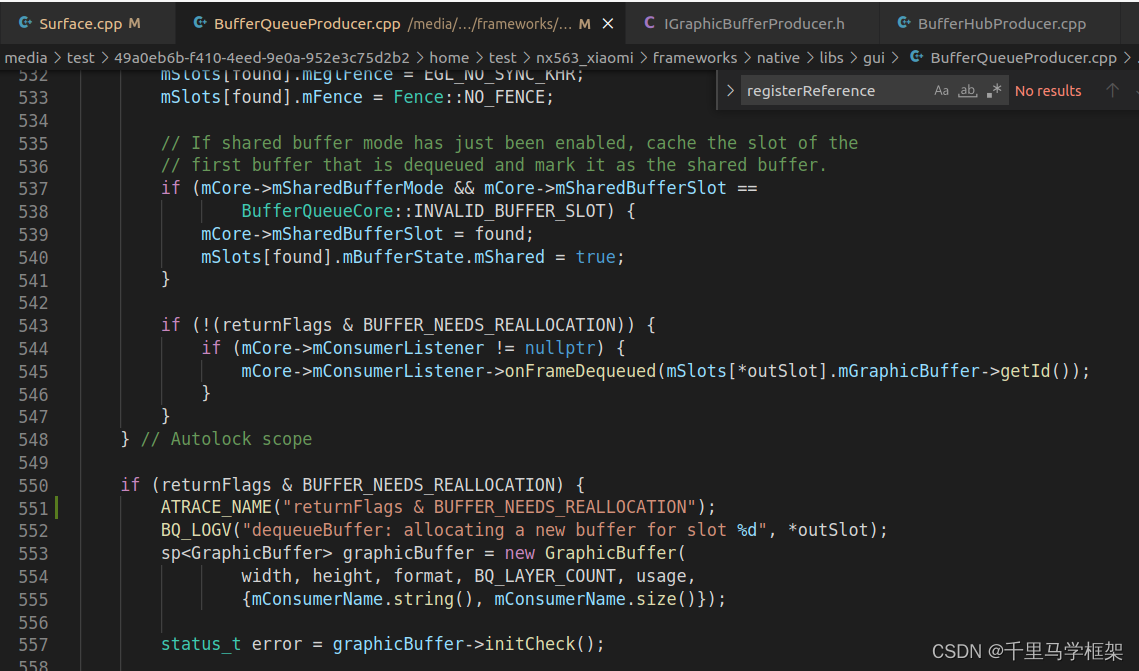 Surface.cpp M BufferQueueProducer.cpp /media/.../frameworks/... M × C IGraphicBufferProducer.h BufferHubProducer.cpp
media > test > 49a0eb6b-f410-4eed-9e0a-952e3c75d2b2 > home > test > nx563_xiaomi > frameworks > native > libs > gui > BufferQueueProducer.cpp >
registerReference Aa ab .* No results
532 mSlots[found].mEglFence = EGL_NO_SYNC_KHR;
533 mSlots[found].mFence = Fence::NO_FENCE;
534
535 // If shared buffer mode has just been enabled, cache the slot of the
536 // first buffer that is dequeued and mark it as the shared buffer.
537 if (mCore->mSharedBufferMode && mCore->mSharedBufferSlot ==
538 BufferQueueCore::INVALID_BUFFER_SLOT) {
539 mCore->mSharedBufferSlot = found;
540 mSlots[found].mBufferState.mShared = true;
541 }
542
543 if (!(returnFlags & BUFFER_NEEDS_REALLOCATION)) {
544 if (mCore->mConsumerListener != nullptr) {
545 mCore->mConsumerListener->onFrameDequeued(mSlots[*outSlot].mGraphicBuffer->getId());
546 }
547 }
548 } // Autolock scope
549
550 if (returnFlags & BUFFER_NEEDS_REALLOCATION) {
551 ATRACE_NAME("returnFlags & BUFFER_NEEDS_REALLOCATION");
552 BQ_LOGV("dequeueBuffer: allocating a new buffer for slot %d", *outSlot);
553 sp<GraphicBuffer> graphicBuffer = new GraphicBuffer(
554 width, height, format, BQ_LAYER_COUNT, usage,
555 {mConsumerName.string(), mConsumerName.size()});
556
557 status_t error = graphicBuffer->initCheck();
558
CSDN @千里马学框架